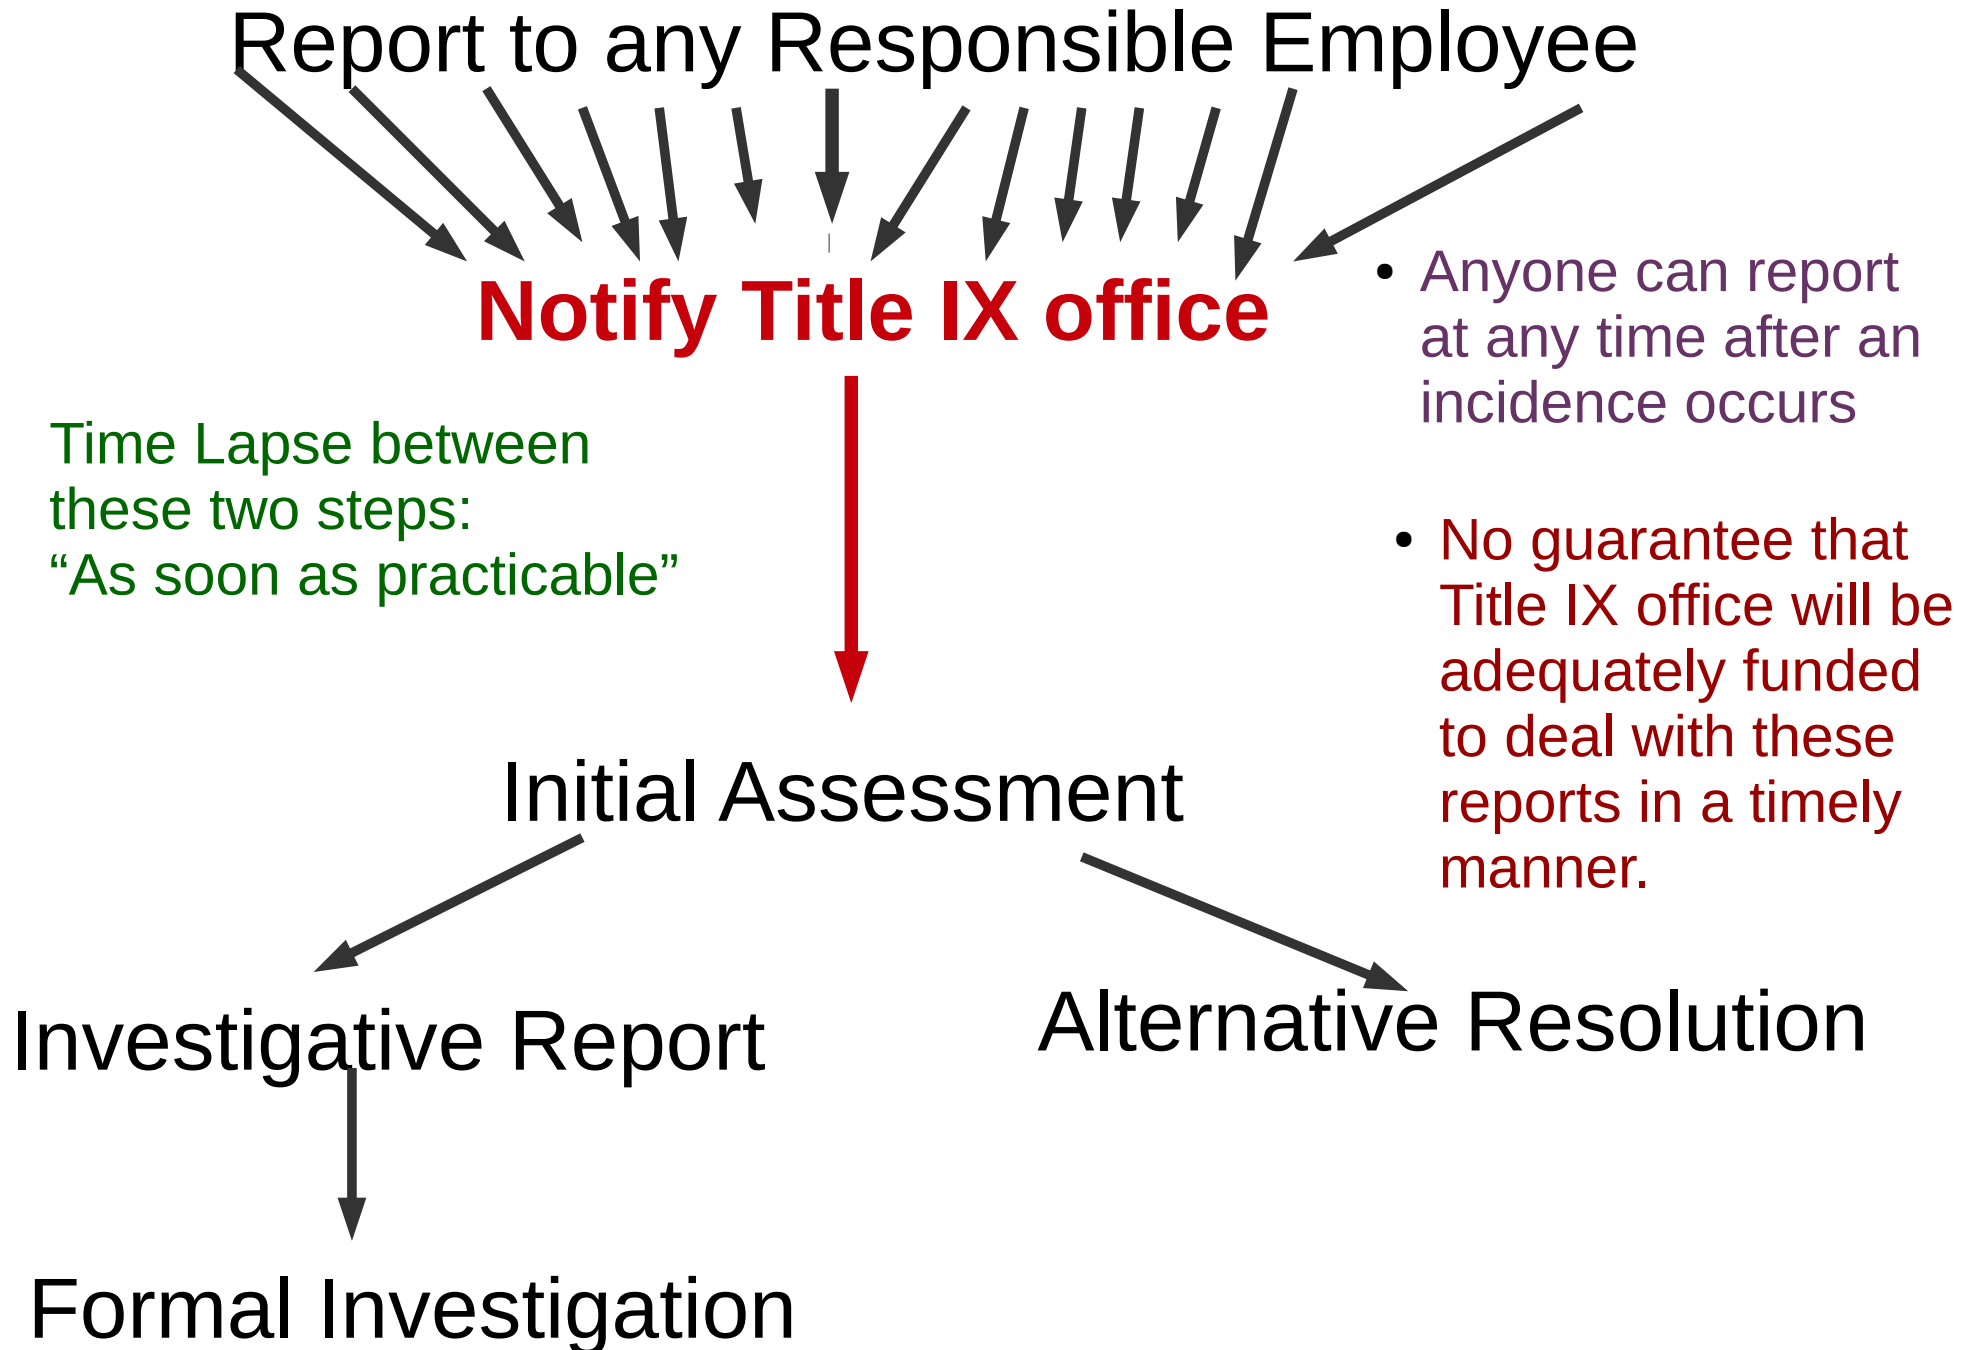 Report to any Responsible Employee
Notify Title IX office
• Anyone can report
at any time after an
incidence occurs
Time Lapse between
these two steps:
“As soon as practicable”
• No guarantee that
Title IX office will be
adequately funded
to deal with these
reports in a timely
manner.
Initial Assessment
Investigative Report
Alternative Resolution
Formal Investigation